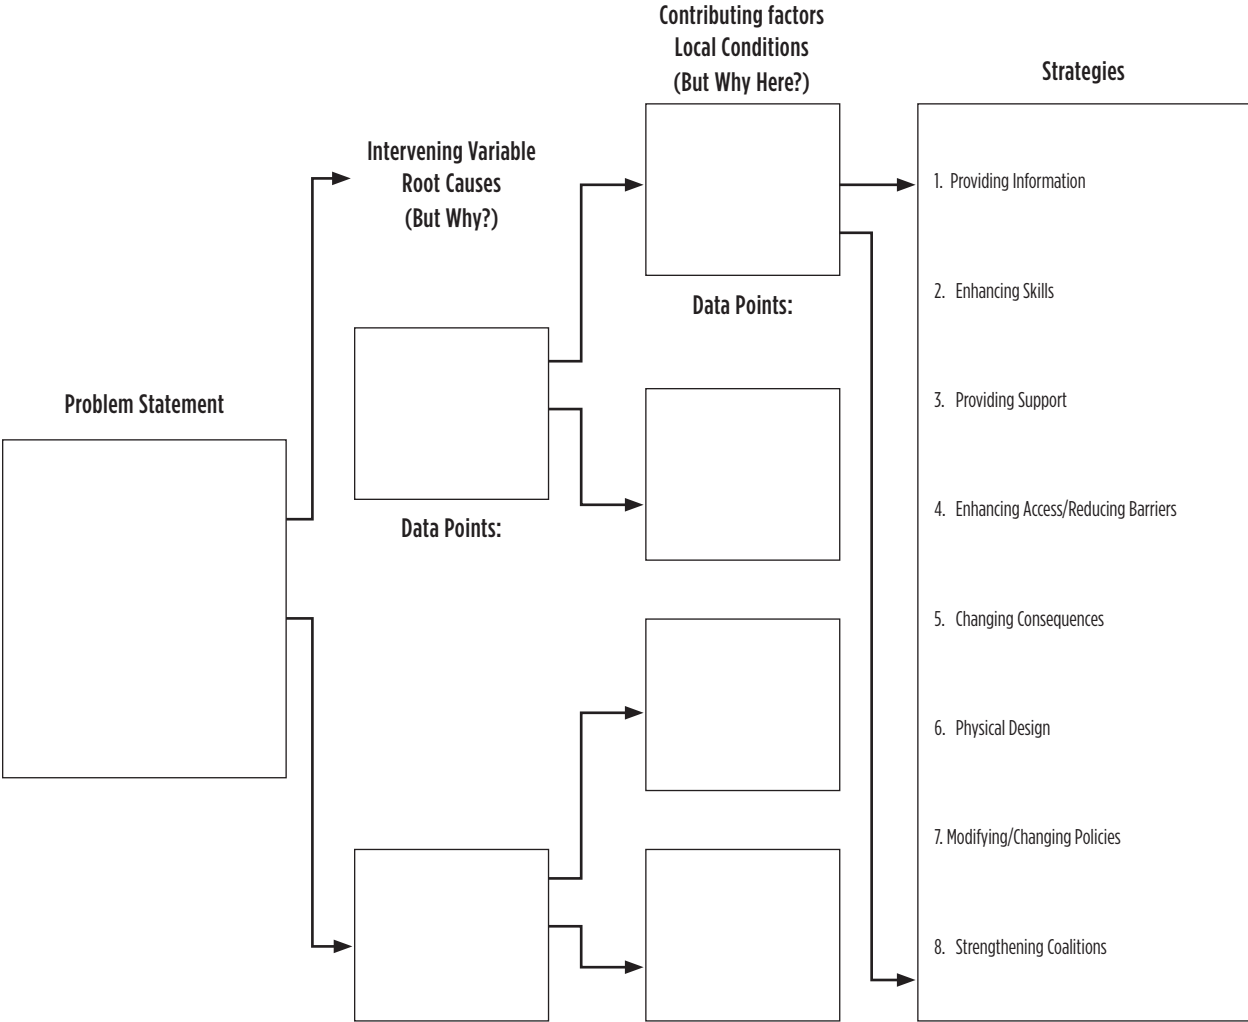 Problem Statement
Intervening Variable
Root Causes
(But Why?)
Data Points:
Contributing factors
Local Conditions
(But Why Here?)
Data Points:
Strategies
1. Providing Information
2. Enhancing Skills
3. Providing Support
4. Enhancing Access/Reducing Barriers
5. Changing Consequences
6. Physical Design
7. Modifying/Changing Policies
8. Strengthening Coalitions